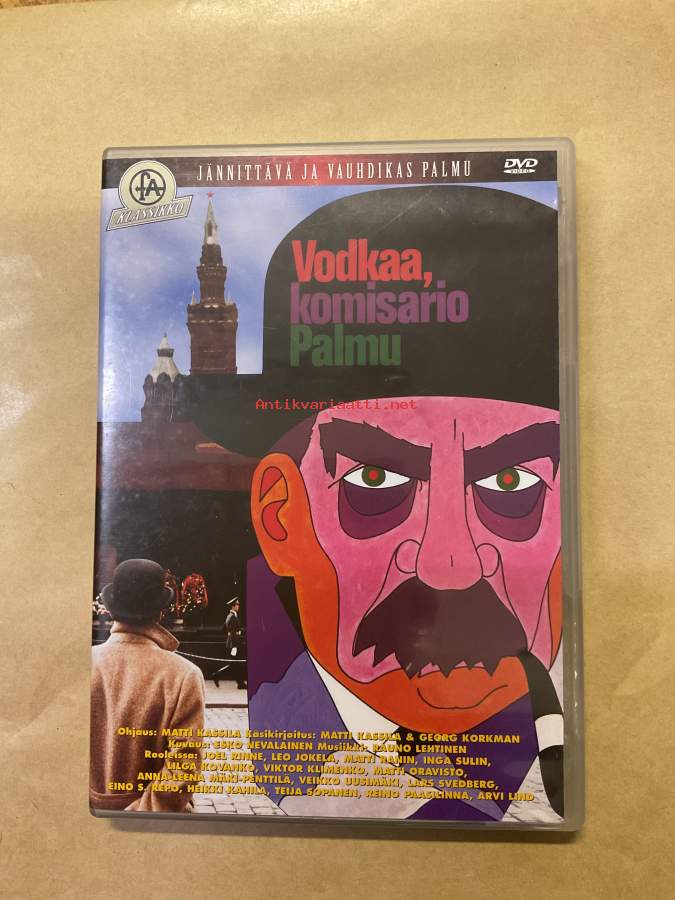 fA
KLASSIKKO
JÄNNITTÄVÄ JA VAUHDIKAS PALMU
DVD
VIDEO
Vodkaa,
komisario
Palmu
Antikvariaatti.net
Ohjaus: MATTI KASSILA Käsikirjoitus: MATTI KASSILA & GEORG KORKMAN
Kuvaus: ESKO NEVALAINEN Musiikki: RAUNO LEHTINEN
Rooleissa: JOEL RINNE, LEO JOKELA, MATTI RANIN, INGA SULIN,
LILGA KOVANKO, VIKTOR KLIMENKO, MATTI ORAVISTO,
ANNA-LEENA MÄKI-PENTTILÄ, VEIKKO UUSIMÄKI, LARS SVEDBERG,
EINO S. REPO, HEIKKI KAHILA, TEIJA SOPANEN, REINO PAASILINNA, ARVI LIND